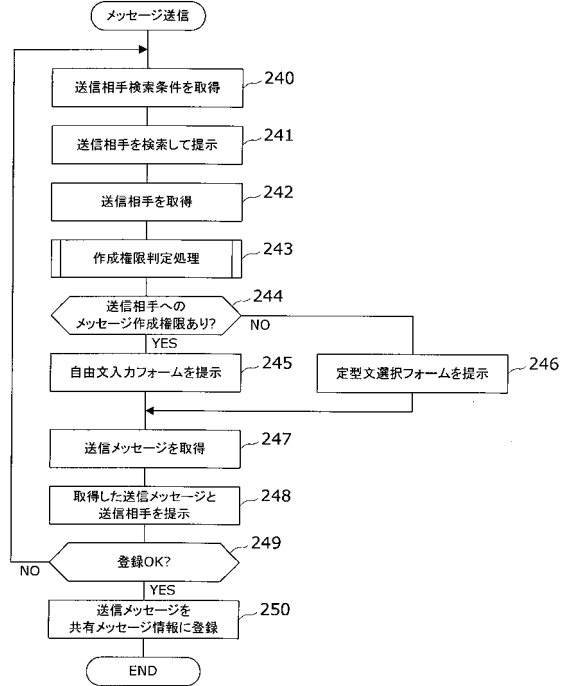 メッセージ送信
送信相手検索条件を取得
240
送信相手を検索して提示
241
送信相手を取得
242
作成権限判定処理
243
送信相手への
メッセージ作成権限あり?
244
NO
YES
自由文入力フォームを提示
245
定型文選択フォームを提示
246
送信メッセージを取得
247
取得した送信メッセージと
送信相手を提示
248
登録OK?
249
NO
YES
送信メッセージを
共有メッセージ情報に登録
250
END